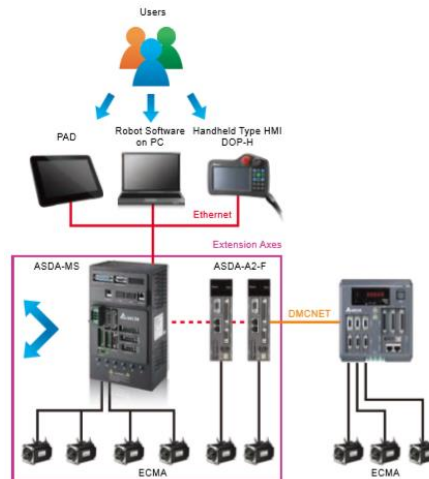 Users
PAD
Robot Software
on PC
Handheld Type HMI
DOP-H
Ethernet
Extension Axes
ASDA-MS
ASDA-A2-F
DMCNET
ECMA
ECMA